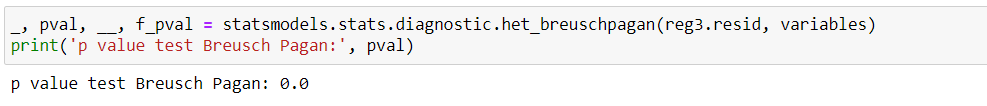 _, pval, __, f_pval = statsmodels.stats.diagnostic.het_breuschpagan(reg3.resid, variables)
print('p value test Breusch Pagan:', pval)
p value test Breusch Pagan: 0.0